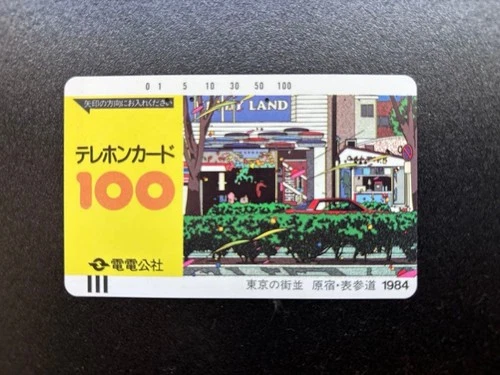 0 1 5 10 30 50 100
矢印の方向にお入れください
LAND
テレホンカード
100
電電公社
東京の街並 原宿・表参道 1984